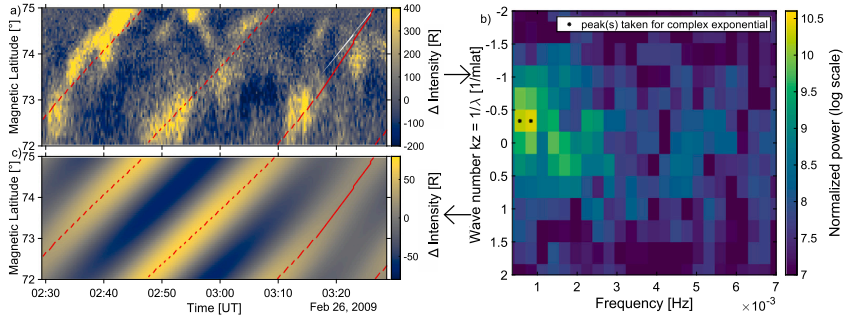 a)
Magnetic Latitude [°]
75
74
73
72
400
300
200
100
0
-100
-200
Δ Intensity [R]
c)
Magnetic Latitude [°]
75
74
73
72
50
0
-50
Δ Intensity [R]
02:30 02:40 02:50 03:00 03:10 03:20
Time [UT]
Feb 26, 2009
b)
peak(s) taken for complex exponential
Wave number kz = 1/λ [1/mlat]
-2
-1.5
-1
-0.5
0
0.5
1
1.5
2
1 2 3 4 5 6 7
Frequency [Hz]
×10⁻³
10.5
10
9.5
9
8.5
8
7.5
7
Normalized power (log scale)